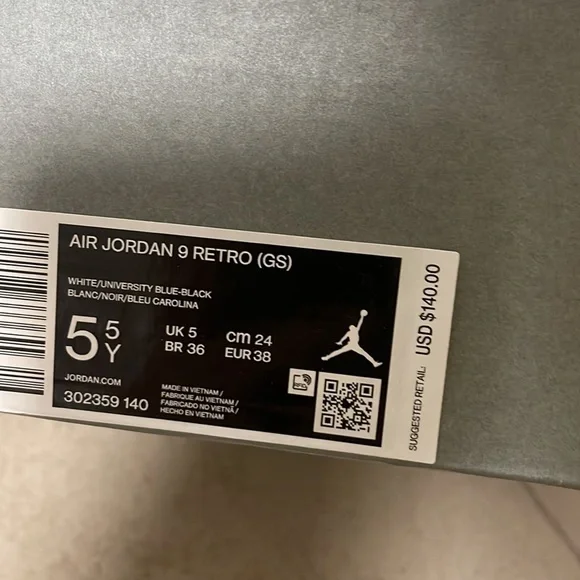 AIR JORDAN 9 RETRO (GS)
WHITE/UNIVERSITY BLUE-BLACK
BLANC/NOIR/BLEU CAROLINA
5 5Y
UK 5
BR 36
cm 24
EUR 38
JORDAN.COM
302359 140
MADE IN VIETNAM /
FABRIQUE AU VIETNAM /
FABRICADO NO VIETNÃ /
HECHO EN VIETNAM
SUGGESTED RETAIL: USD $140.00